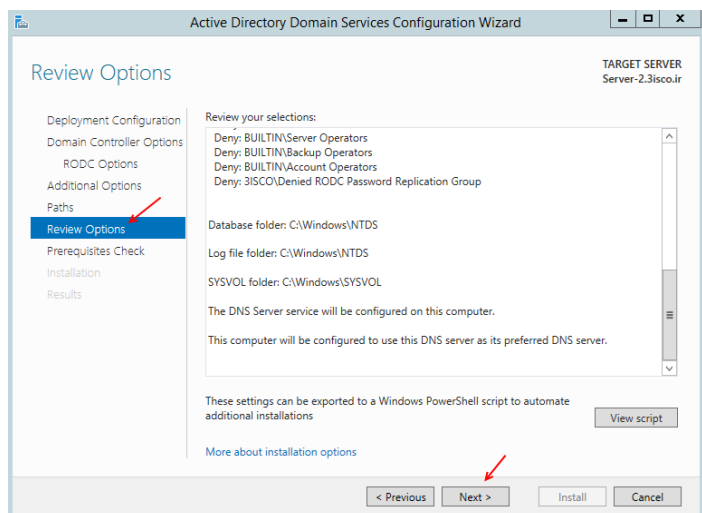 Active Directory Domain Services Configuration Wizard
Review Options
TARGET SERVER
Server-2.3isco.ir
Deployment Configuration
Domain Controller Options
RODC Options
Additional Options
Paths
Review Options
Prerequisites Check
Installation
Results
Review your selections:
Deny: BUILTIN\Server Operators
Deny: BUILTIN\Backup Operators
Deny: BUILTIN\Account Operators
Deny: 3ISCO\Denied RODC Password Replication Group
Database folder: C:\Windows\NTDS
Log file folder: C:\Windows\NTDS
SYSVOL folder: C:\Windows\SYSVOL
The DNS Server service will be configured on this computer.
This computer will be configured to use this DNS server as its preferred DNS server.
These settings can be exported to a Windows PowerShell script to automate
additional installations
View script
More about installation options
< Previous
Next >
Install
Cancel